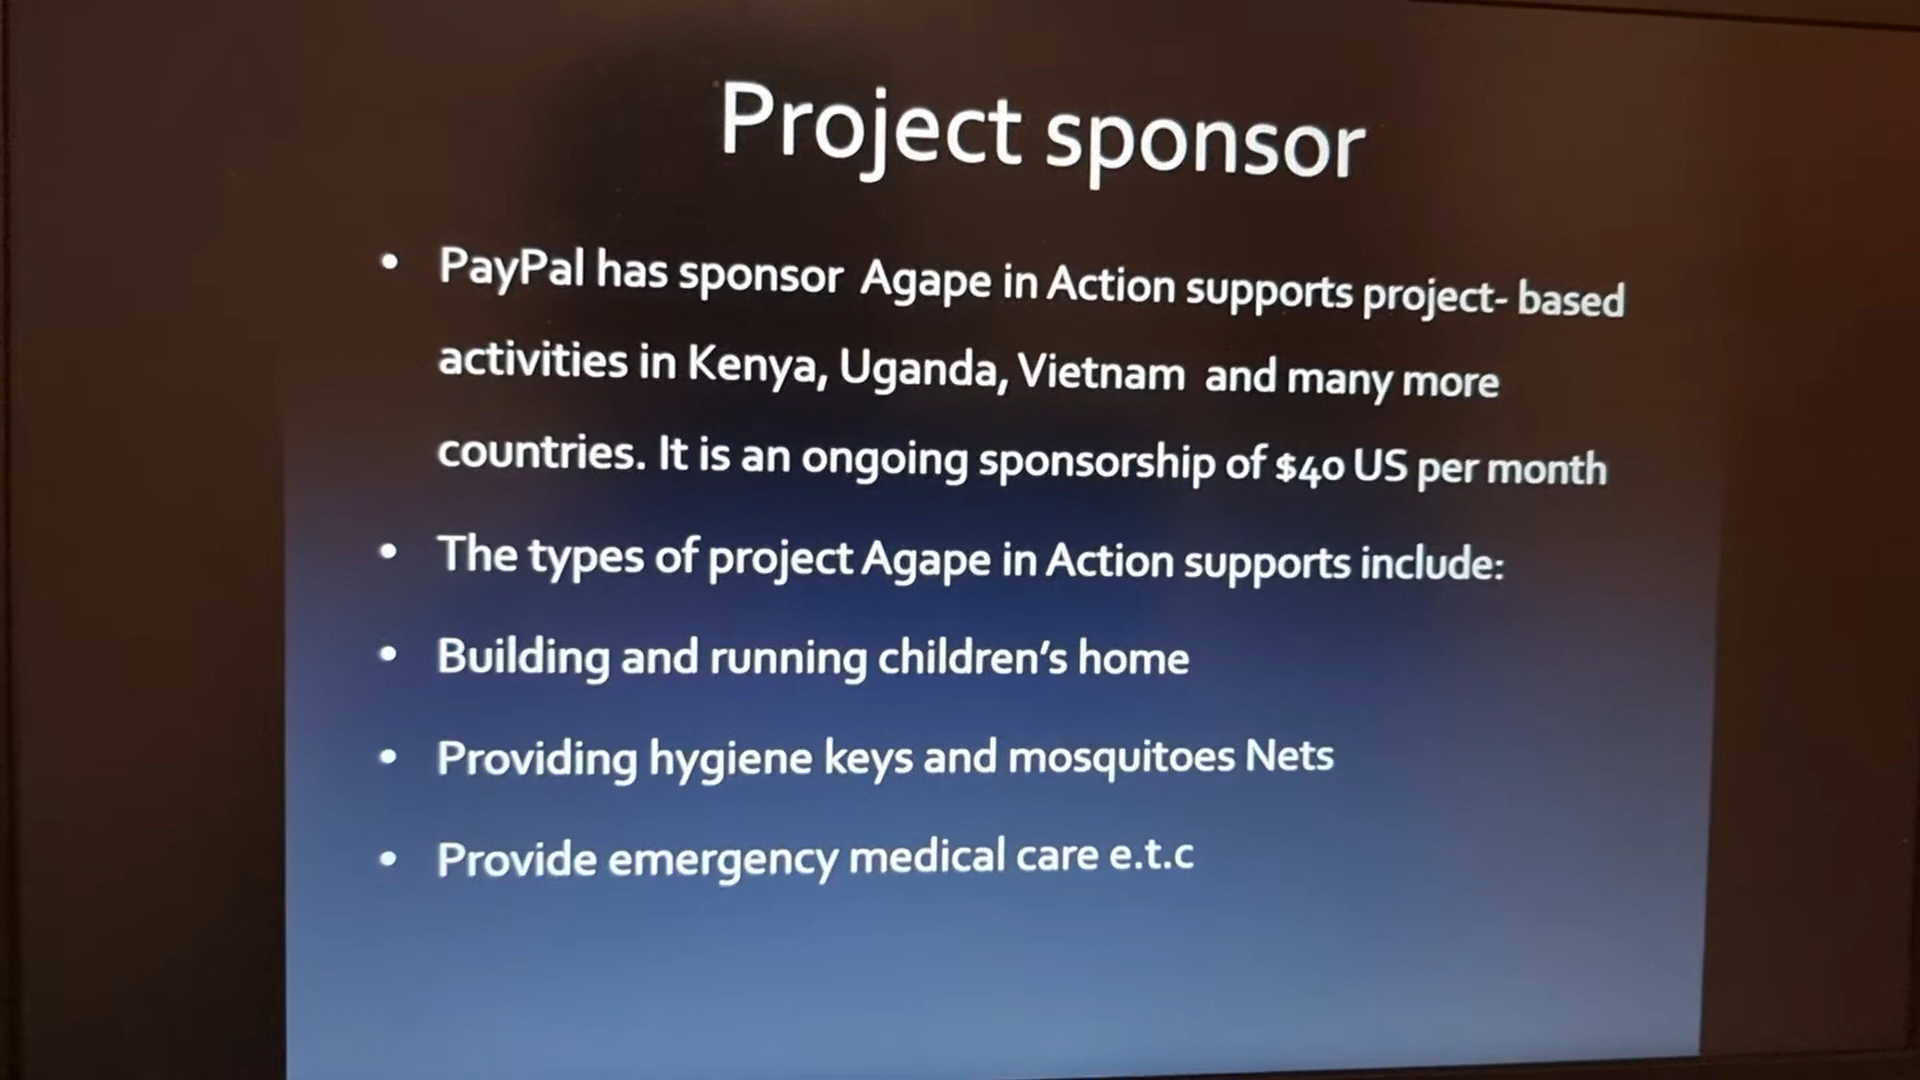 Project sponsor
• PayPal has sponsor Agape in Action supports project- based
activities in Kenya, Uganda, Vietnam and many more
countries. It is an ongoing sponsorship of $40 US per month
• The types of project Agape in Action supports include:
• Building and running children's home
• Providing hygiene keys and mosquitoes Nets
• Provide emergency medical care e.t.c